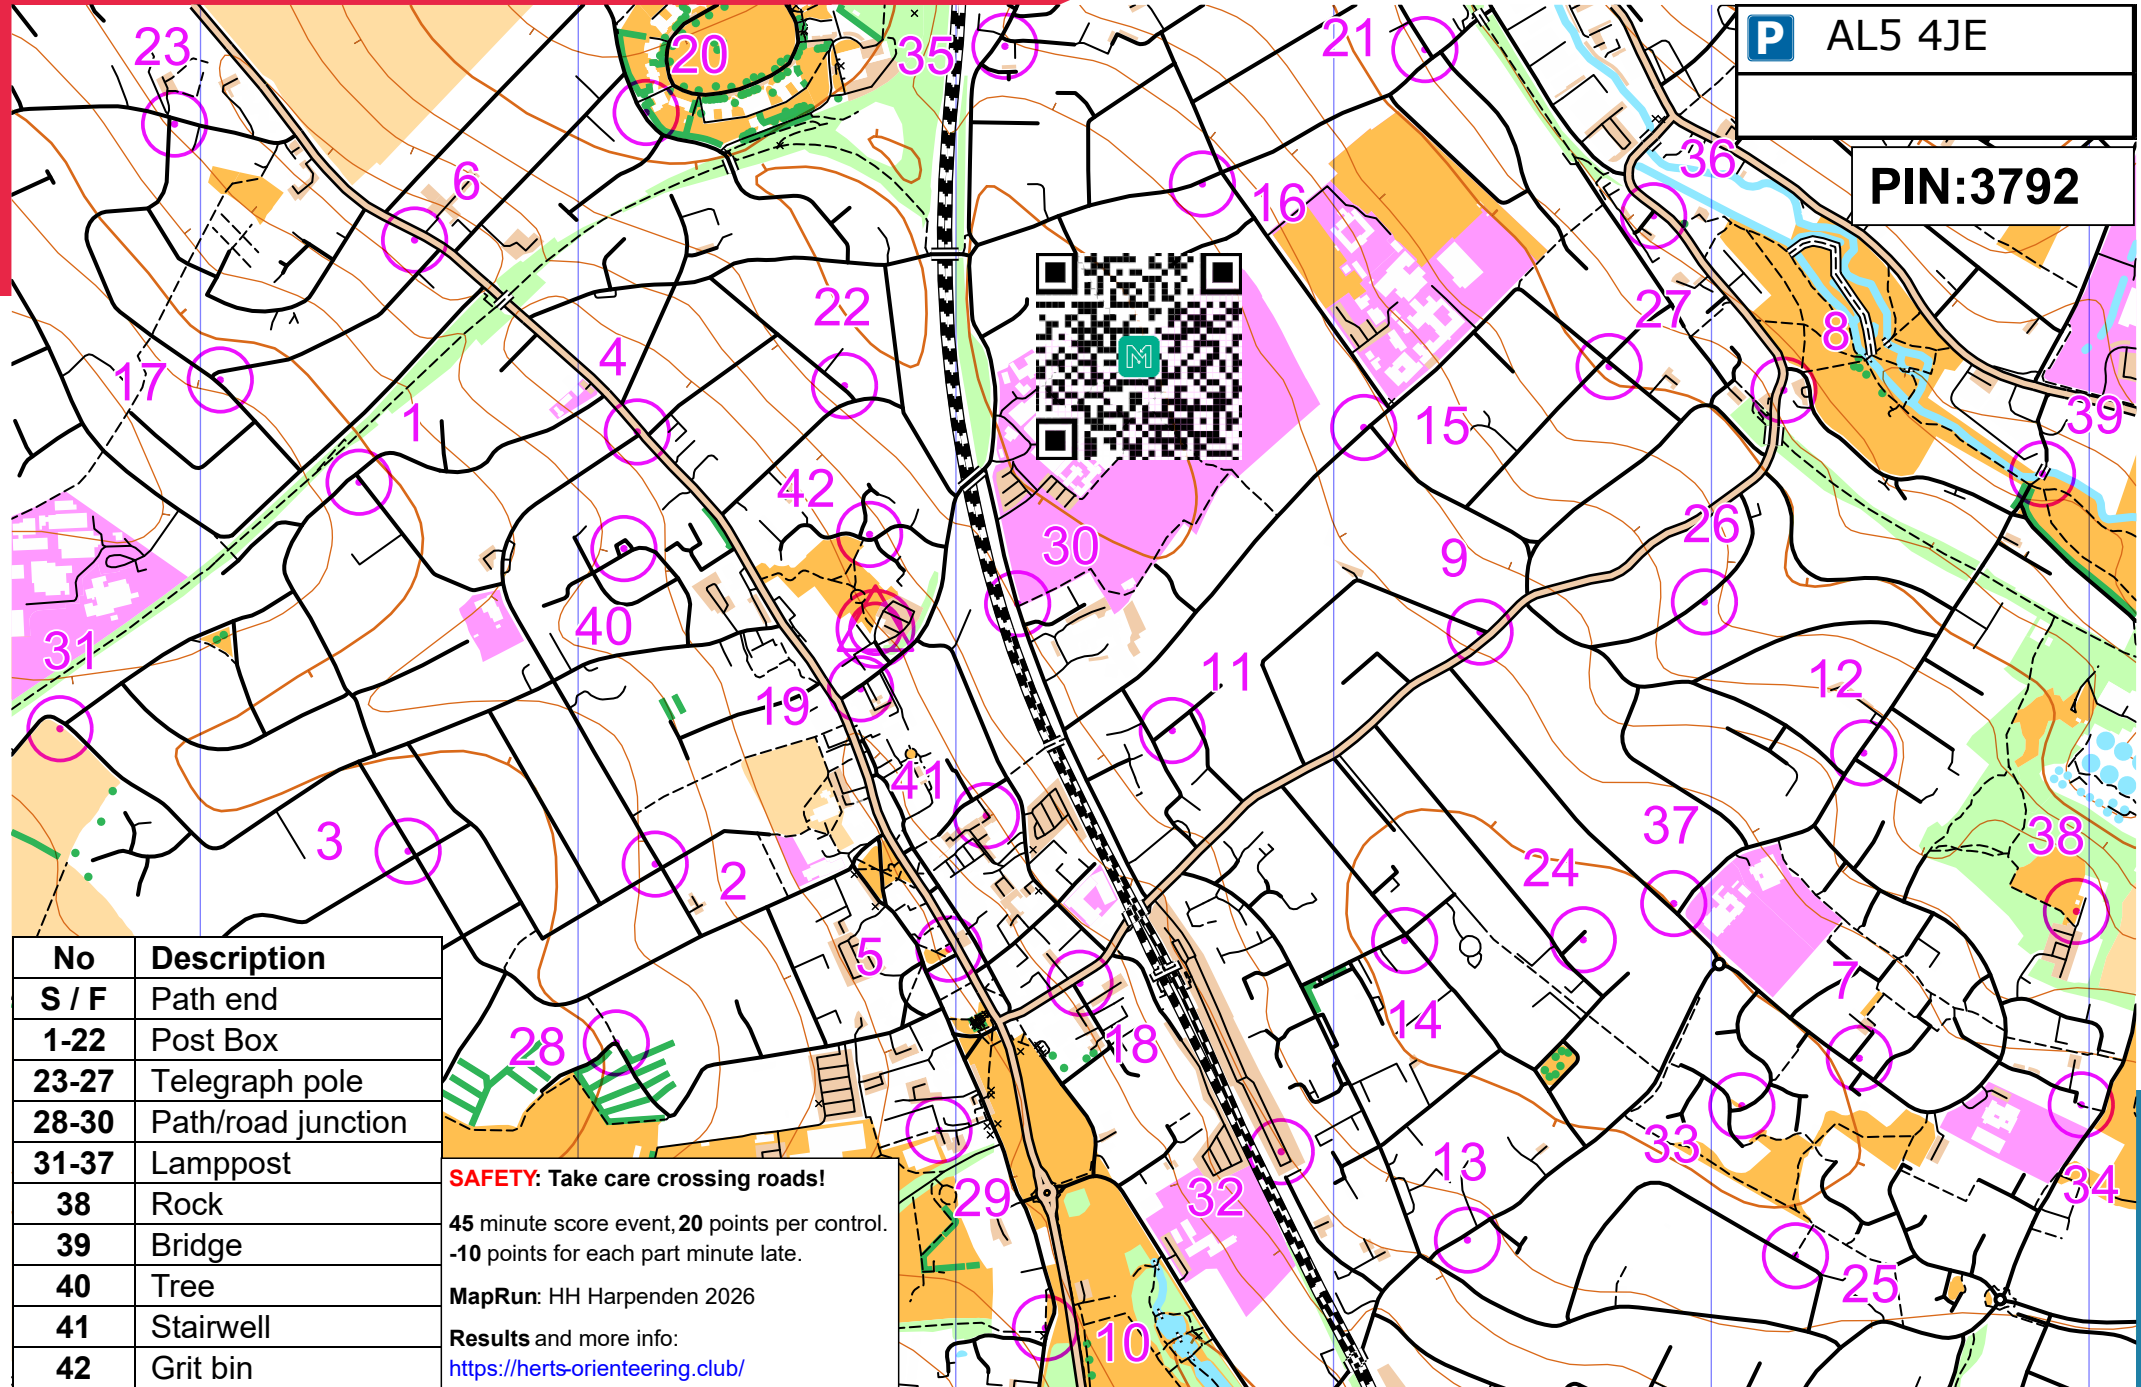 P AL5 4JE
PIN:3792
23
20
35
21
36
6
16
22
27
8
17
4
1
15
39
42
30
9
26
31
40
11
12
19
41
3
2
37
38
24
5
7
28
18
14
33
13
29
32
34
25
10
No Description
S / F Path end
1-22 Post Box
23-27 Telegraph pole
28-30 Path/road junction
31-37 Lamppost
38 Rock
39 Bridge
40 Tree
41 Stairwell
42 Grit bin
SAFETY: Take care crossing roads!
45 minute score event, 20 points per control.
-10 points for each part minute late.
MapRun: HH Harpenden 2026
Results and more info:
https://herts-orienteering.club/
M